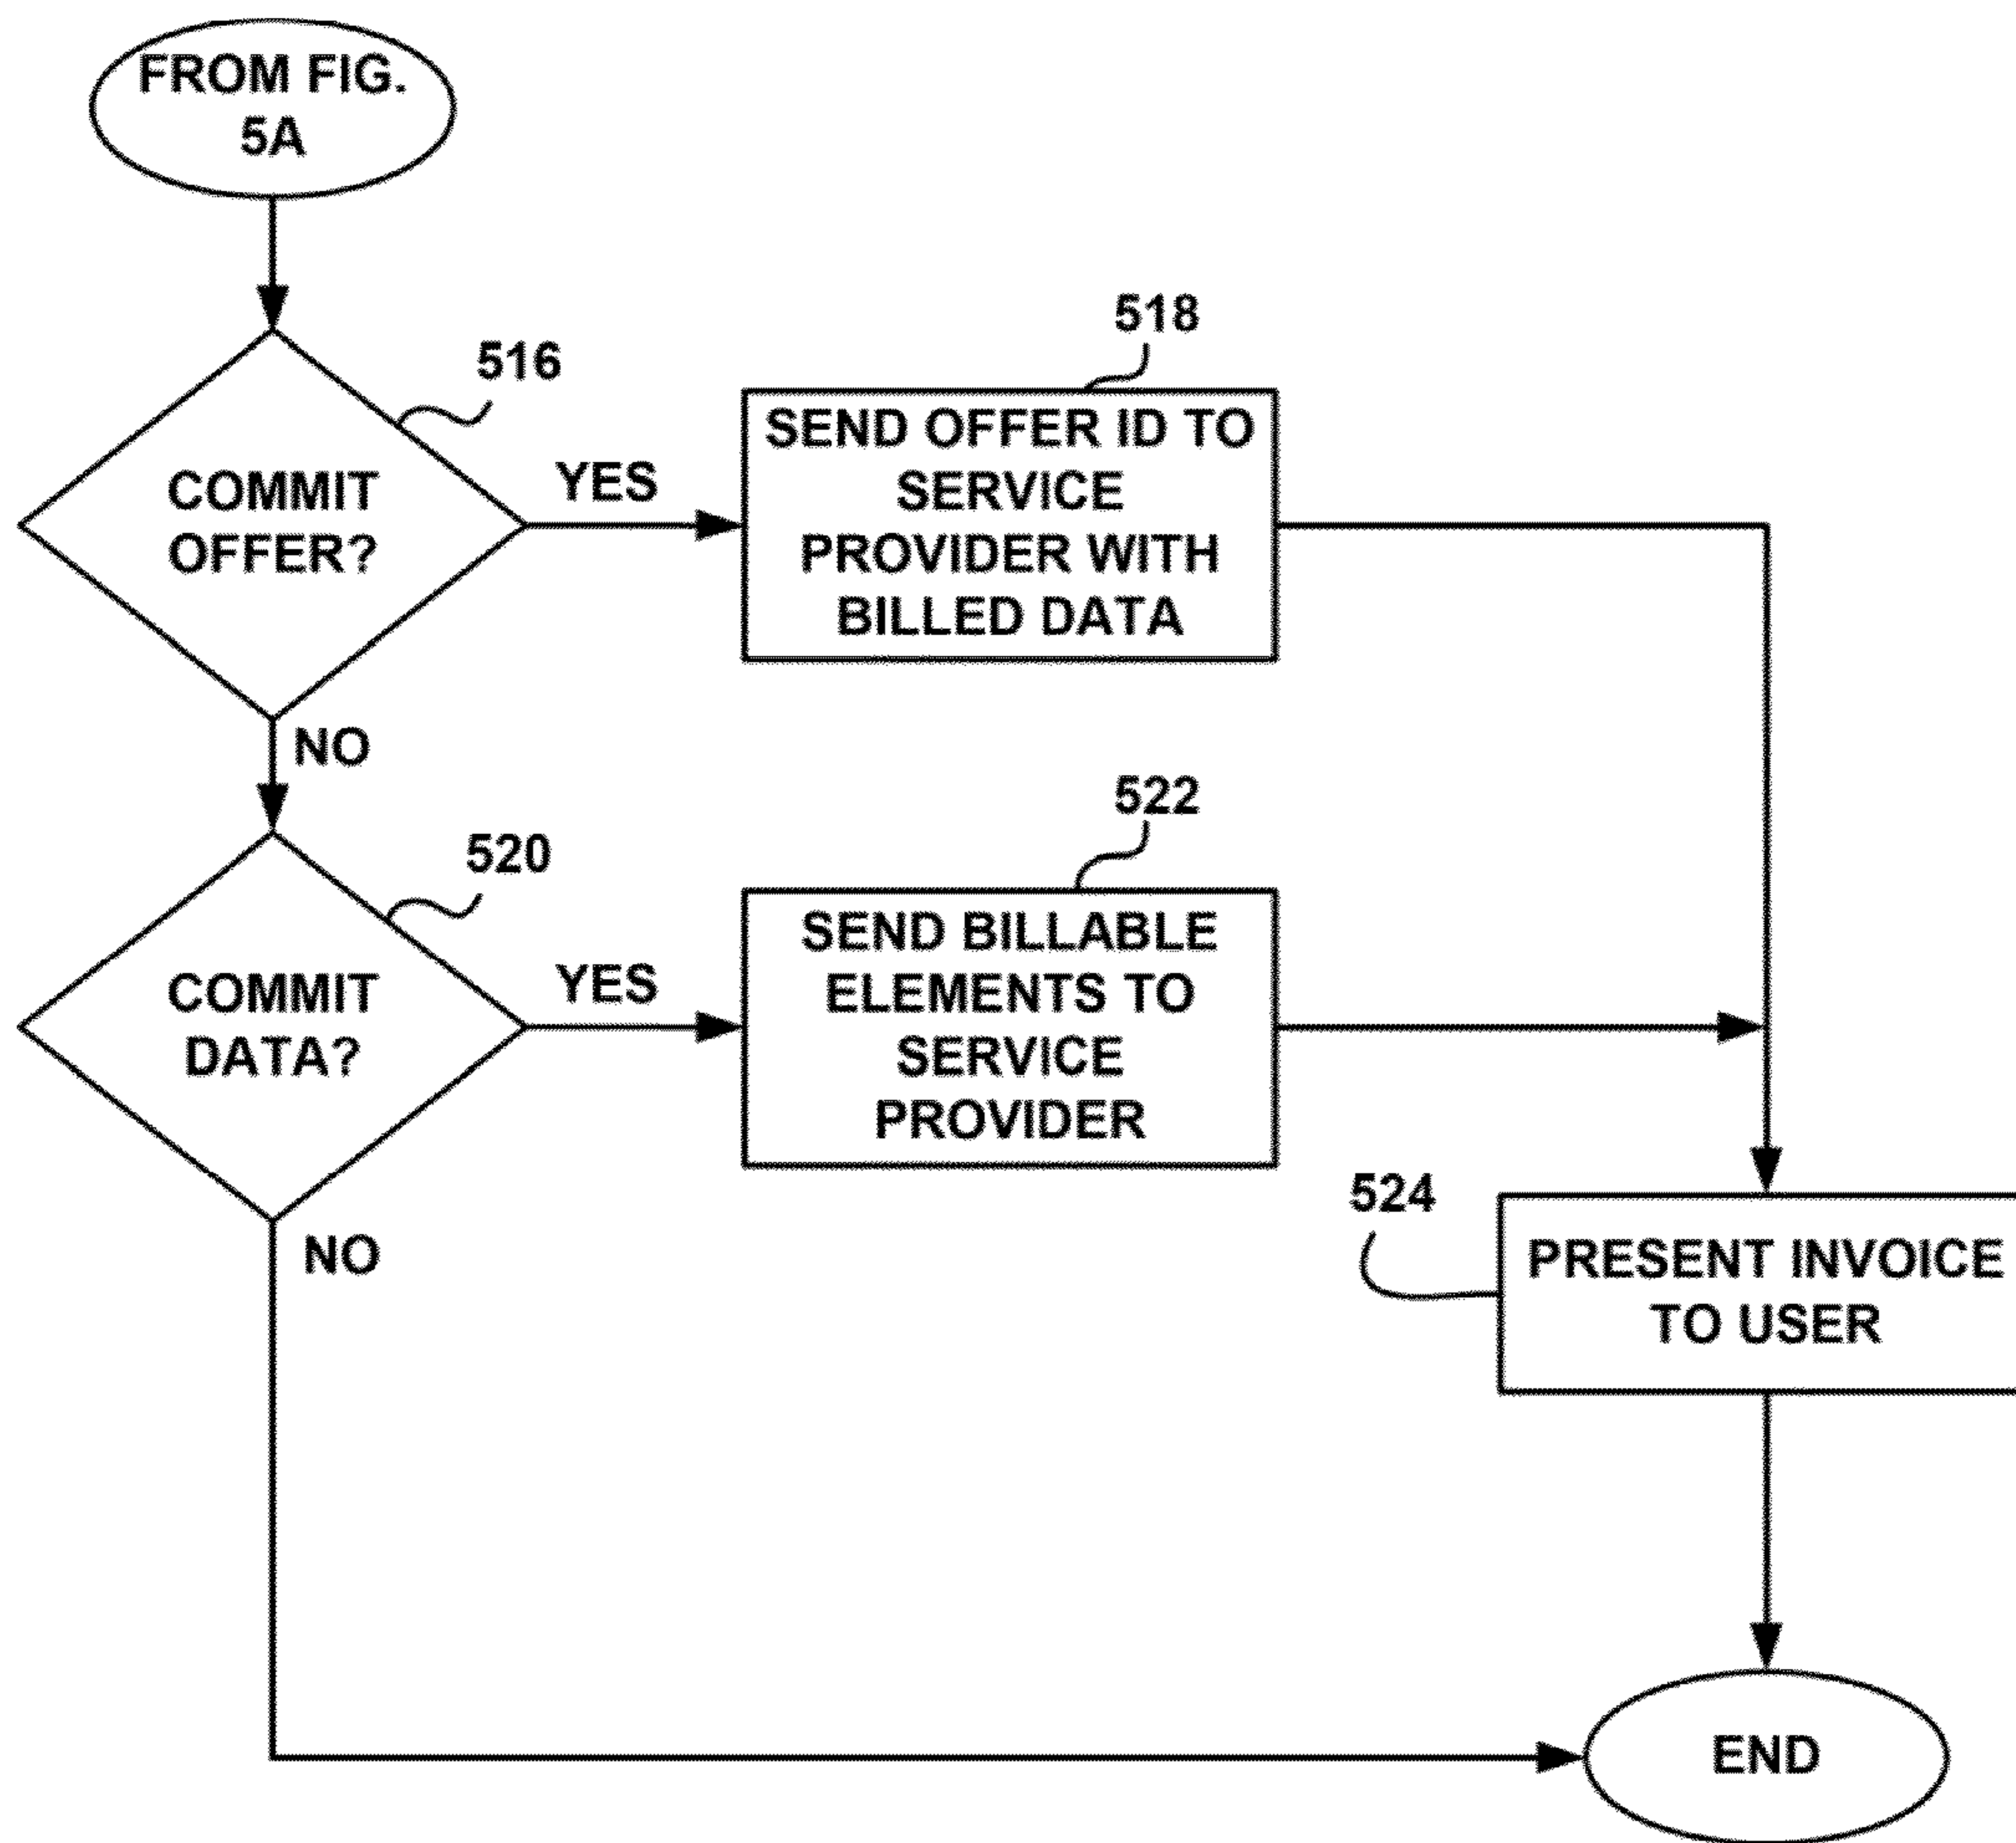 FROM FIG.
5A
516
COMMIT
OFFER?
YES
518
SEND OFFER ID TO
SERVICE
PROVIDER WITH
BILLED DATA
NO
520
COMMIT
DATA?
YES
522
SEND BILLABLE
ELEMENTS TO
SERVICE
PROVIDER
NO
524
PRESENT INVOICE
TO USER
END